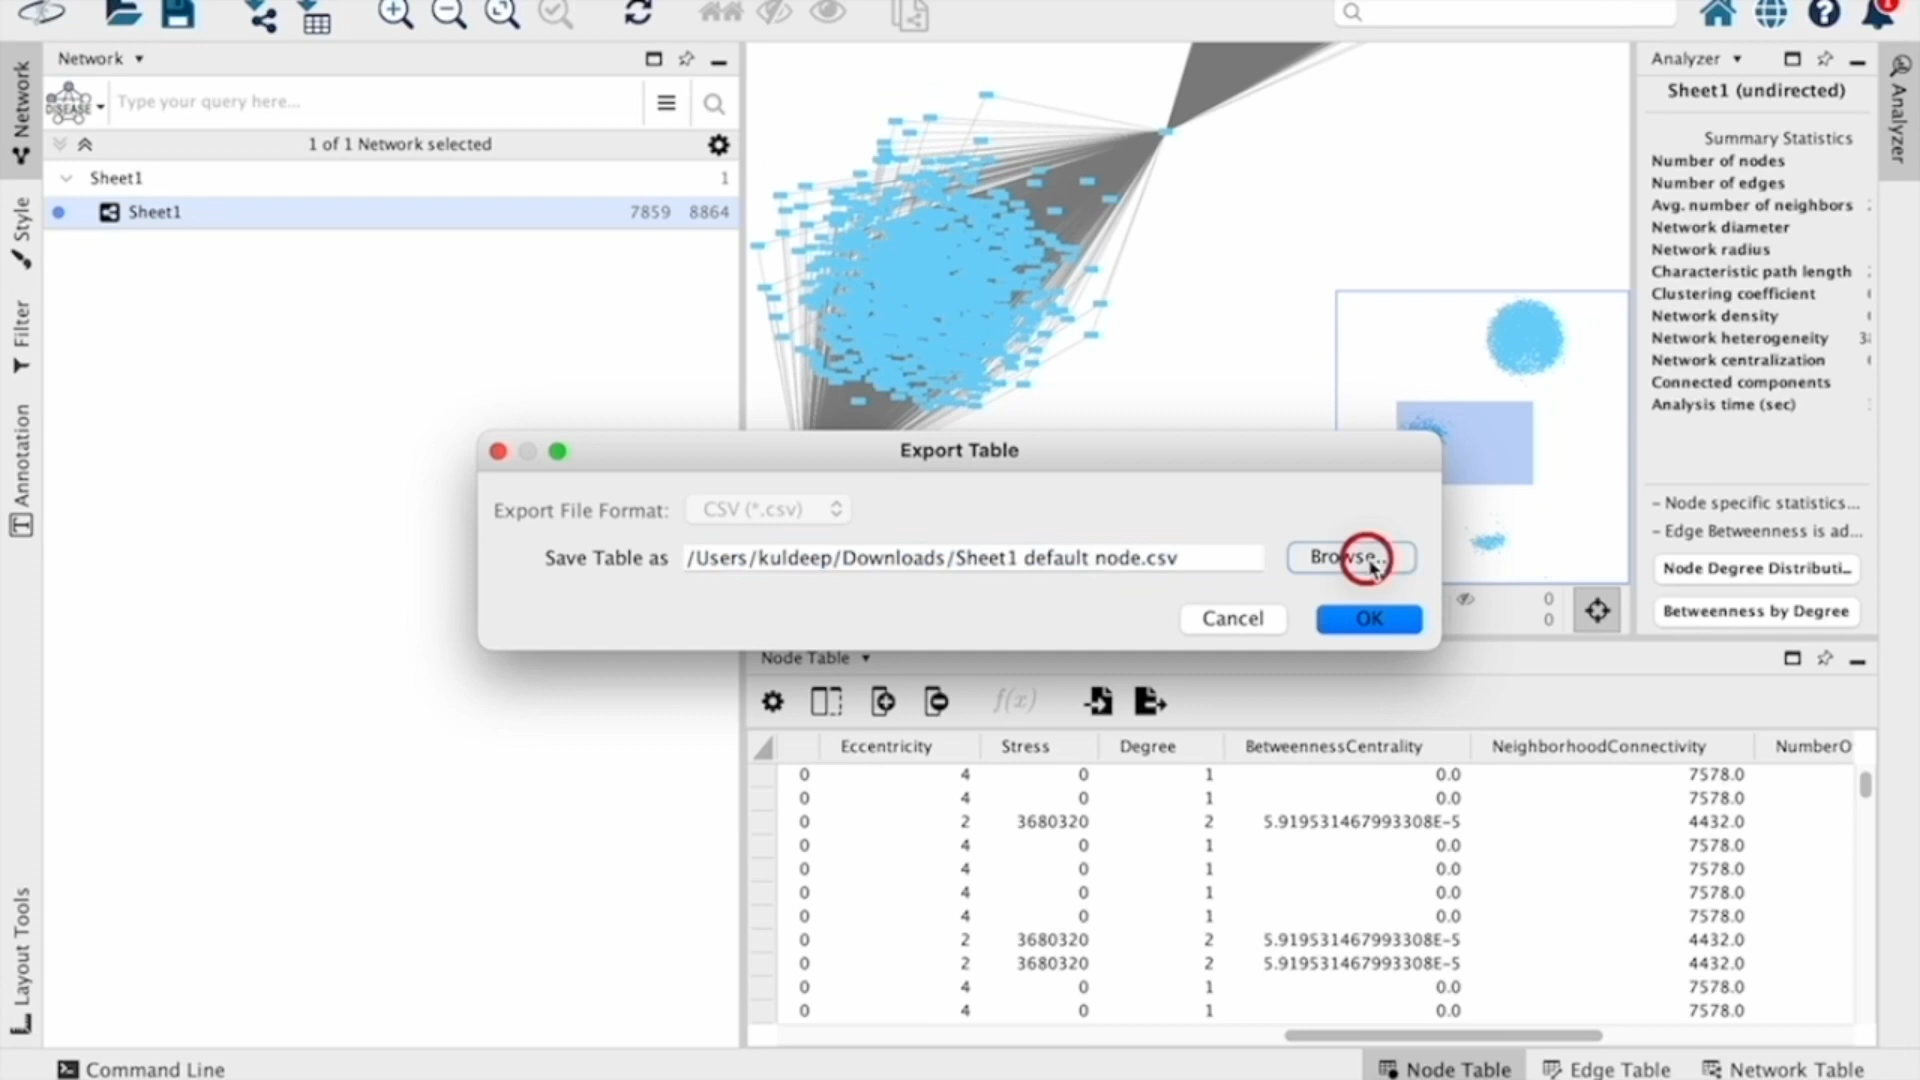 1
Network
Type your query here...
DISEASE
1 of 1 Network selected
Sheet1 1
Sheet1 7859 8864
Network
Style
Filter
Annotation
Layout Tools
Analyzer
Sheet1 (undirected)
Summary Statistics
Number of nodes
Number of edges
Avg. number of neighbors
Network diameter
Network radius
Characteristic path length
Clustering coefficient
Network density
Network heterogeneity
Network centralization
Connected components
Analysis time (sec)
- Node specific statistics...
- Edge Betweenness is ad...
Node Degree Distributi...
Betweenness by Degree
Analyzer
0
0
Export Table
Export File Format: CSV (*.csv)
Save Table as /Users/kuldeep/Downloads/Sheet1 default node.csv Browse...
Cancel OK
Node Table
f(x)
Eccentricity Stress Degree BetweennessCentrality NeighborhoodConnectivity NumberO
0 4 0 1 0.0 7578.0
0 4 0 1 0.0 7578.0
0 2 3680320 2 5.919531467993308E-5 4432.0
0 4 0 1 0.0 7578.0
0 4 0 1 0.0 7578.0
0 4 0 1 0.0 7578.0
0 4 0 1 0.0 7578.0
0 2 3680320 2 5.919531467993308E-5 4432.0
0 2 3680320 2 5.919531467993308E-5 4432.0
0 4 0 1 0.0 7578.0
0 4 0 1 0.0 7578.0
Command Line
Node Table Edge Table Network Table